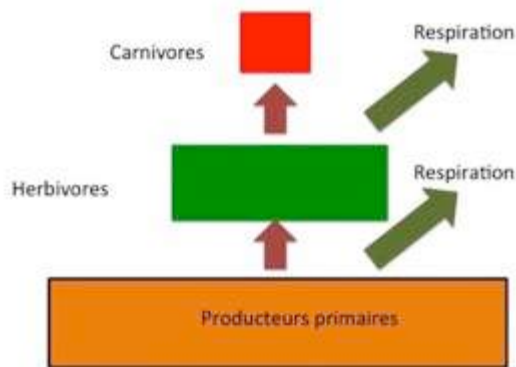 Respiration
Carnivores
Respiration
Herbivores
Producteurs primaires